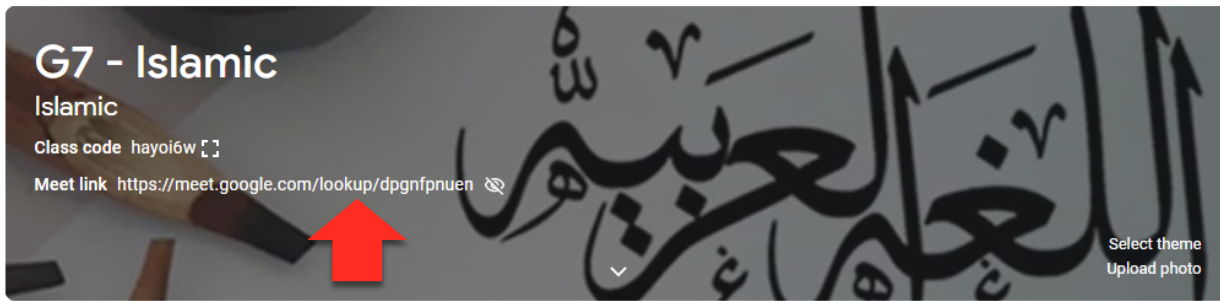 G7 - Islamic
Islamic
Class code hayoi6w
Meet link https://meet.google.com/lookup/dpgnfpnuen
اللغة العربية
Select theme
Upload photo